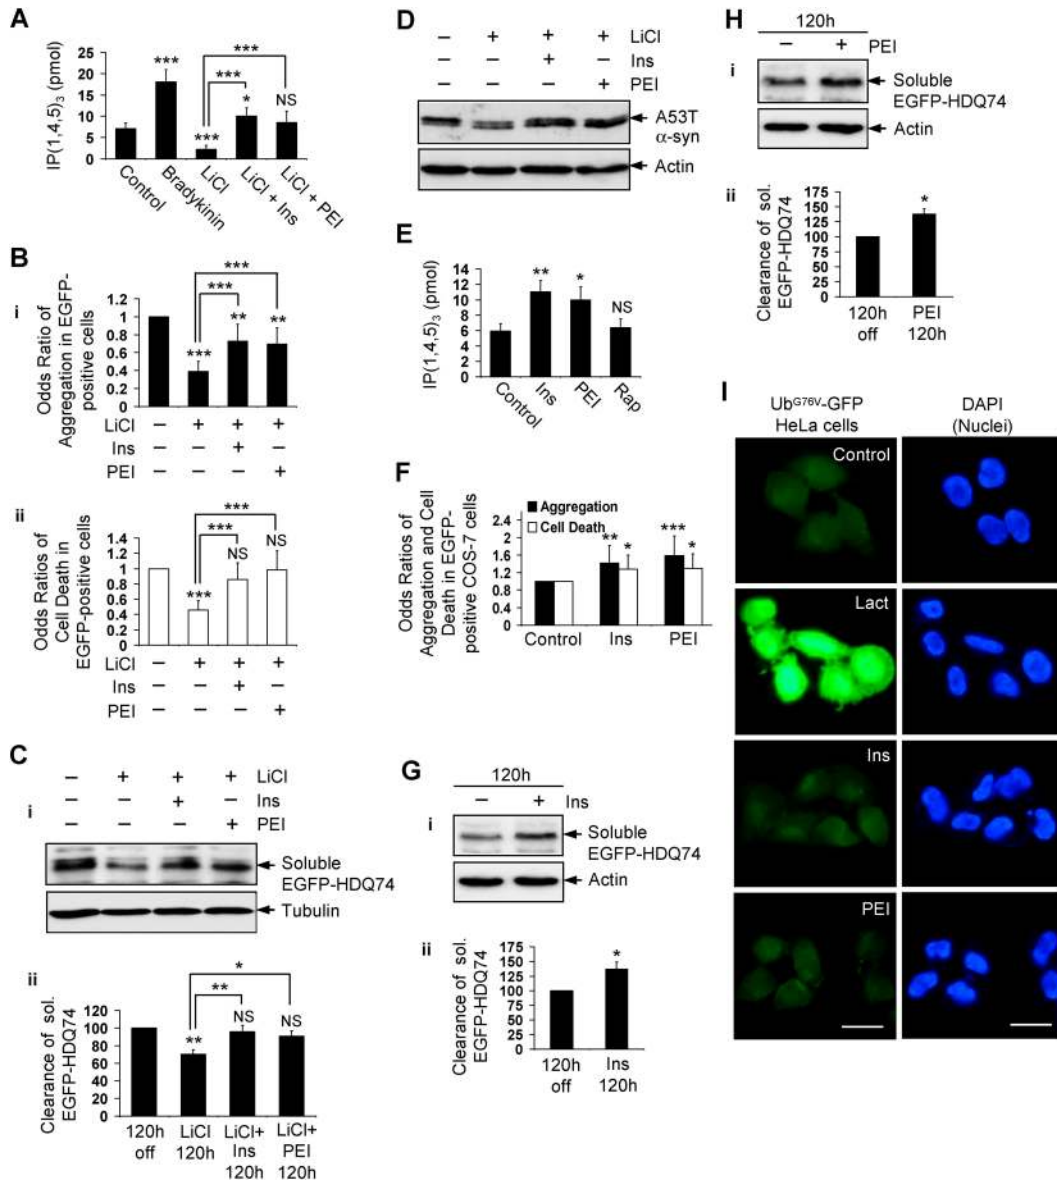 A
IP(1,4,5)₃ (pmol)
25
20
15
10
5
0
***
***
***
***
*
NS
Control
Bradykinin
LiCl
LiCl + Ins
LiCl + PEI
B
i
Odds Ratio of
Aggregation in EGFP-
positive cells
1.2
1
0.8
0.6
0.4
0.2
0
***
***
***
**
**
LiCl – + + +
Ins – – + –
PEI – – – +
ii
Odds Ratios of
Cell Death in
EGFP-positive cells
1.4
1.2
1
0.8
0.6
0.4
0.2
0
***
***
***
NS
NS
LiCl – + + +
Ins – – + –
PEI – – – +
C
i
– + + + LiCl
– – + – Ins
– – – + PEI
Soluble
EGFP-HDQ74
Tubulin
ii
Clearance of sol.
EGFP-HDQ74
120
100
80
60
40
20
0
*
**
**
NS
NS
120h
off
LiCl
120h
LiCl+
Ins
120h
LiCl+
PEI
120h
D
– + + + LiCl
– – + – Ins
– – – + PEI
A53T
α-syn
Actin
E
IP(1,4,5)₃ (pmol)
14
12
10
8
6
4
2
0
**
*
NS
Control
Ins
PEI
Rap
F
Odds Ratios of
Aggregation and Cell
Death in EGFP-
positive COS-7 cells
2.4
2
1.6
1.2
0.8
0.4
0
Aggregation
Cell Death
**
*
***
*
Control
Ins
PEI
G
120h
– + Ins
i
Soluble
EGFP-HDQ74
Actin
ii
Clearance of sol.
EGFP-HDQ74
175
150
125
100
75
50
25
0
*
120h
off
Ins
120h
H
120h
– + PEI
i
Soluble
EGFP-HDQ74
Actin
ii
Clearance of sol.
EGFP-HDQ74
175
150
125
100
75
50
25
0
*
120h
off
PEI
120h
I
Ub^G76V-GFP
HeLa cells
DAPI
(Nuclei)
Control
Lact
Ins
PEI